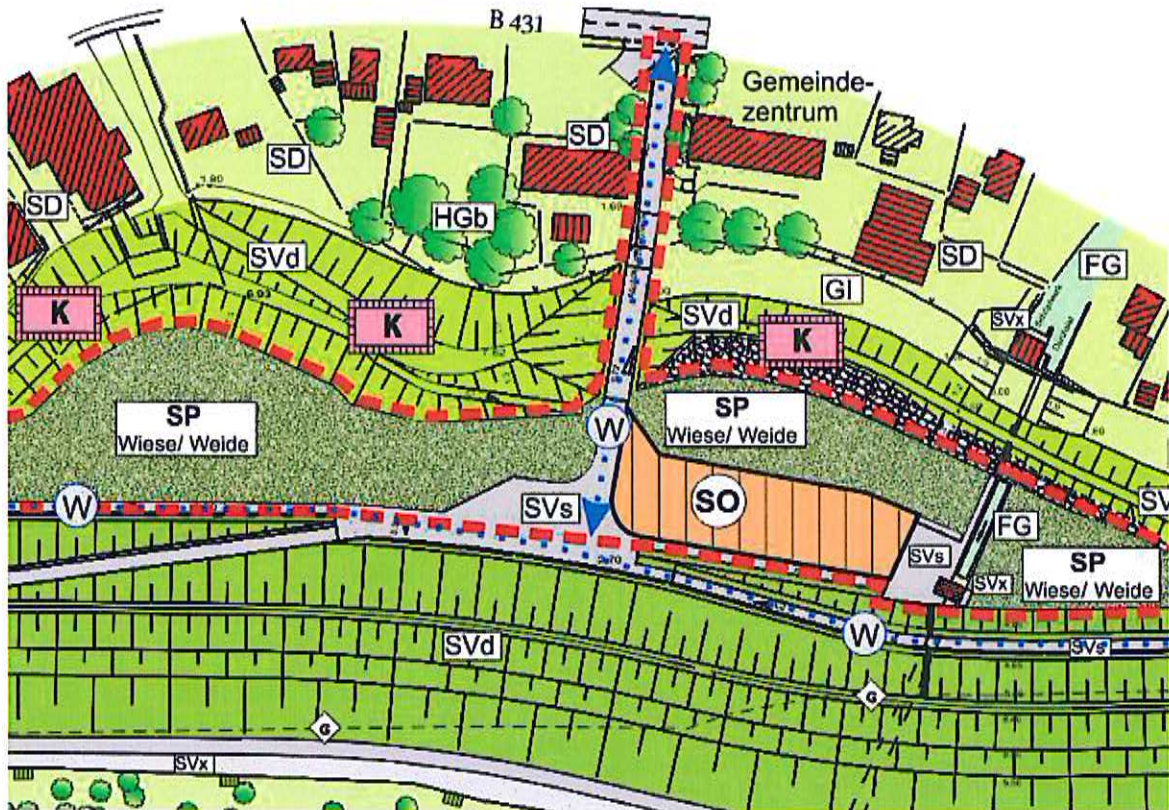 B 431
Gemeinde-
zentrum
SD
SD
SD
HGb
SD
FG
SVd
GI
SVx
K
K
SVd
K
SP
Wiese/ Weide
W
SP
Wiese/ Weide
W
SVs
SO
FG
SV
SVs
SVx
SP
Wiese/ Weide
W
SVs
SVd
G
G
SVx